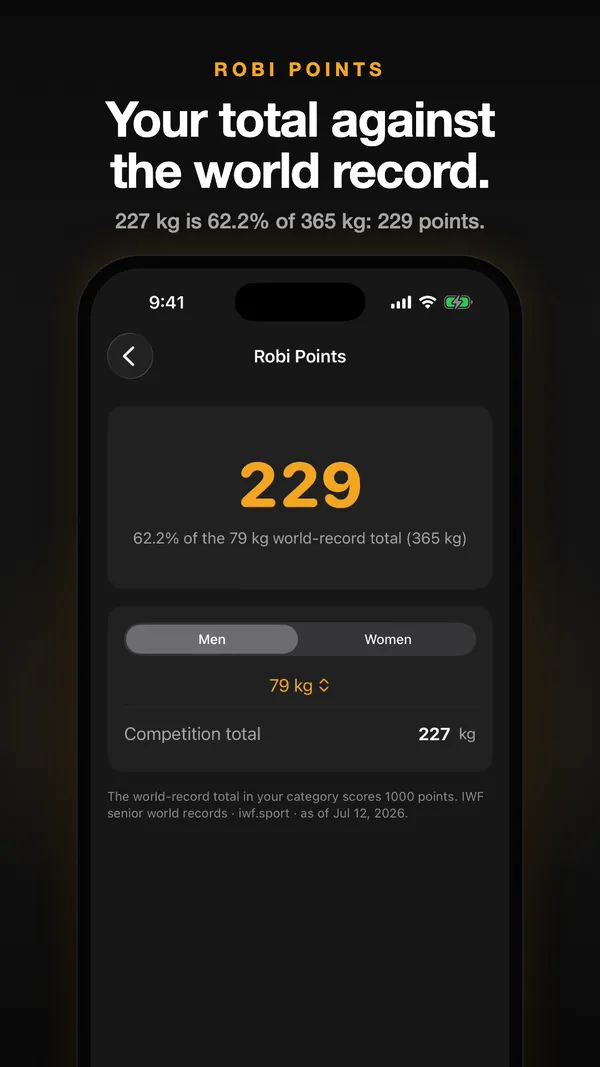 ROBI POINTS
Your total against
the world record.
227 kg is 62.2% of 365 kg: 229 points.
9:41
Robi Points
229
62.2% of the 79 kg world-record total (365 kg)
Men
Women
79 kg
Competition total
227 kg
The world-record total in your category scores 1000 points. IWF
senior world records · iwf.sport · as of Jul 12, 2026.